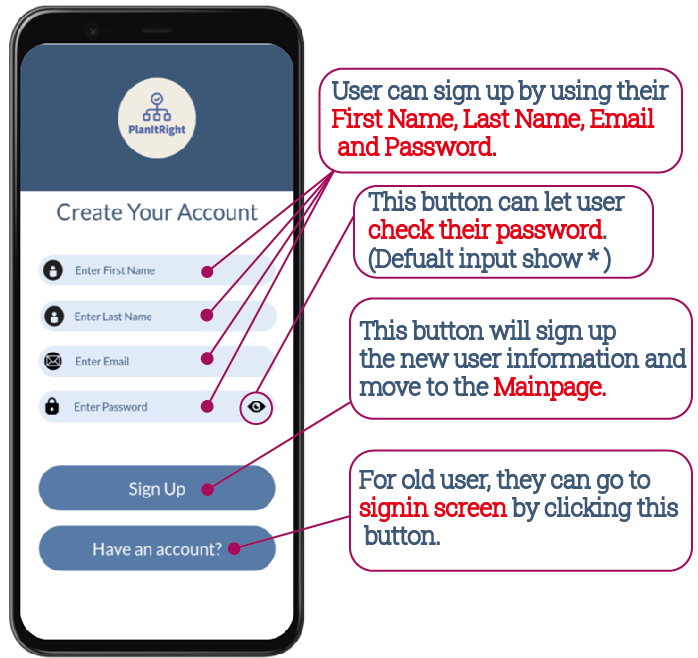 PlanItRight
Create Your Account
Enter First Name
Enter Last Name
Enter Email
Enter Password
Sign Up
Have an account?
User can sign up by using their
First Name, Last Name, Email
and Password.
This button can let user
check their password.
(Defualt input show * )
This button will sign up
the new user information and
move to the Mainpage.
For old user, they can go to
signin screen by clicking this
button.